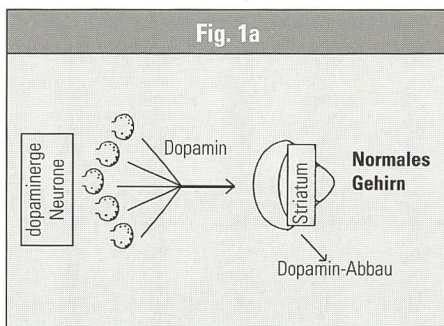 Fig. 1a
dopaminerge
Neurone
Dopamin
Striatum
Normales
Gehirn
Dopamin-Abbau